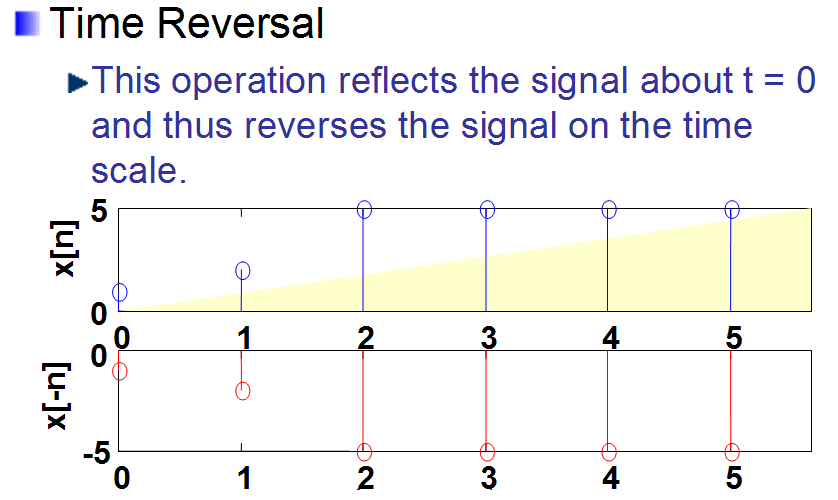 Time Reversal
This operation reflects the signal about t = 0
and thus reverses the signal on the time
scale.
5
x[n]
0
0 1 2 3 4 5
0
x[-n]
-5
0 1 2 3 4 5